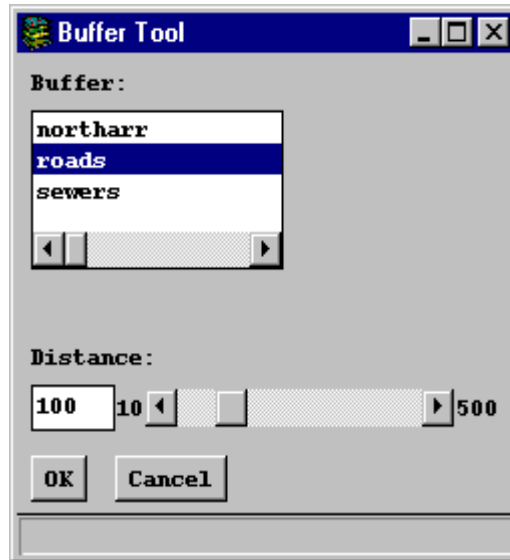 Buffer Tool
Buffer:
northarr
roads
sewers
Distance:
100 10 500
OK Cancel